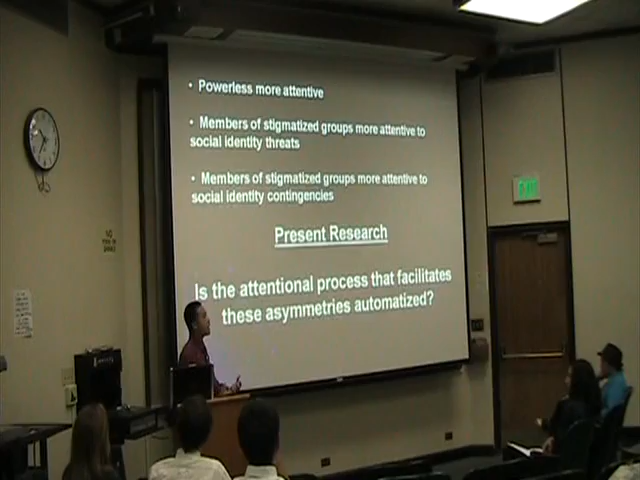 • Powerless more attentive
• Members of stigmatized groups more attentive to
social identity threats
• Members of stigmatized groups more attentive to
social identity contingencies
Present Research
Is the attentional process that facilitates
these asymmetries automatized?
EXIT
NO